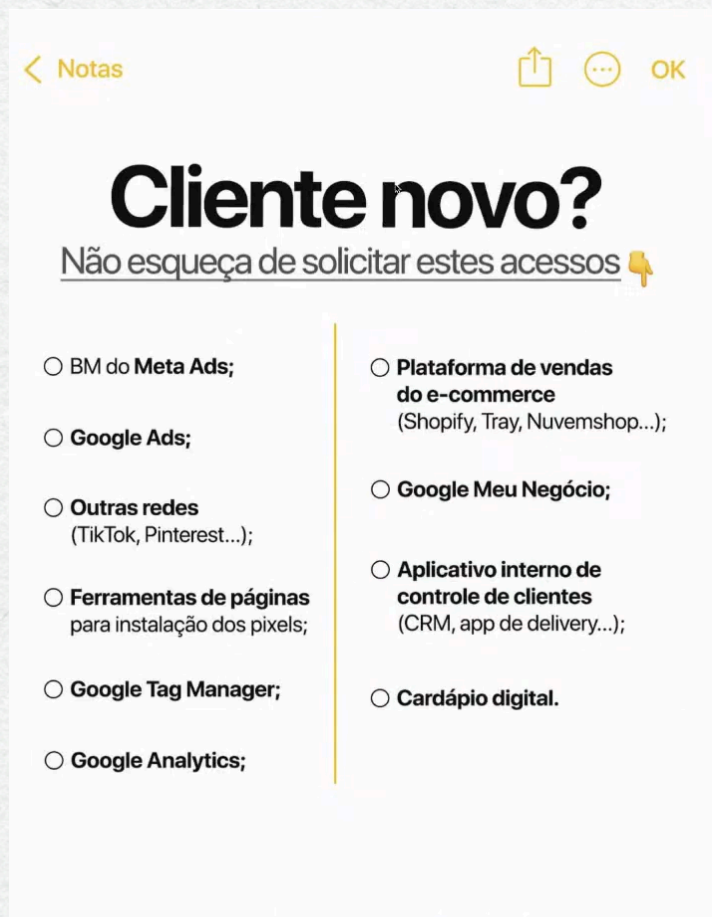 Notas
OK
Cliente novo?
Não esqueça de solicitar estes acessos 👇
BM do Meta Ads;
Google Ads;
Outras redes
(TikTok, Pinterest...);
Ferramentas de páginas
para instalação dos pixels;
Google Tag Manager;
Google Analytics;
Plataforma de vendas
do e-commerce
(Shopify, Tray, Nuvemshop...);
Google Meu Negócio;
Aplicativo interno de
controle de clientes
(CRM, app de delivery...);
Cardápio digital.